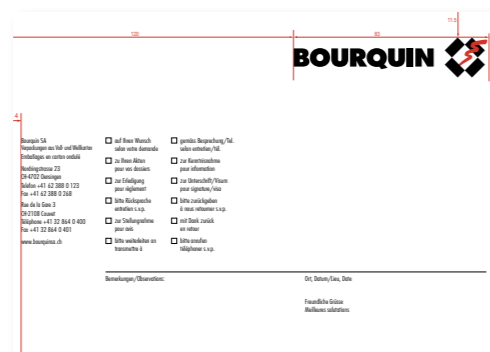 11.5
120
83
BOURQUIN
4
Bourquin SA
Verpackungen aus Voll- und Wellkarton
Emballages en carton ondulé
CH-4702 Oensingen
Telefon +41 62 388 0 123
Fax +41 62 388 0 268
Rue de la Gare 3
CH-2108 Couvet
Téléphone +41 32 864 0 400
Fax +41 32 864 0 401
www.bourquinsa.ch
auf Ihren Wunsch
selon votre demande
zu Ihren Akten
pour vos dossiers
zur Erledigung
pour règlement
bitte Rücksprache
entretien s.v.p.
zur Stellungnahme
pour avis
bitte weiterleiten an
transmettre à
gemäss Besprechung/Tel.
selon entretien/tél.
zur Kenntnisnahme
pour information
zur Unterschrift/Visum
pour signature/visa
bitte zurückgeben
à nous retourner s.v.p.
mit Dank zurück
en retour
bitte anrufen
téléphoner s.v.p.
Bemerkungen/Observations:
Ort, Datum/Lieu, Date
Freundliche Grüsse
Meilleures salutations